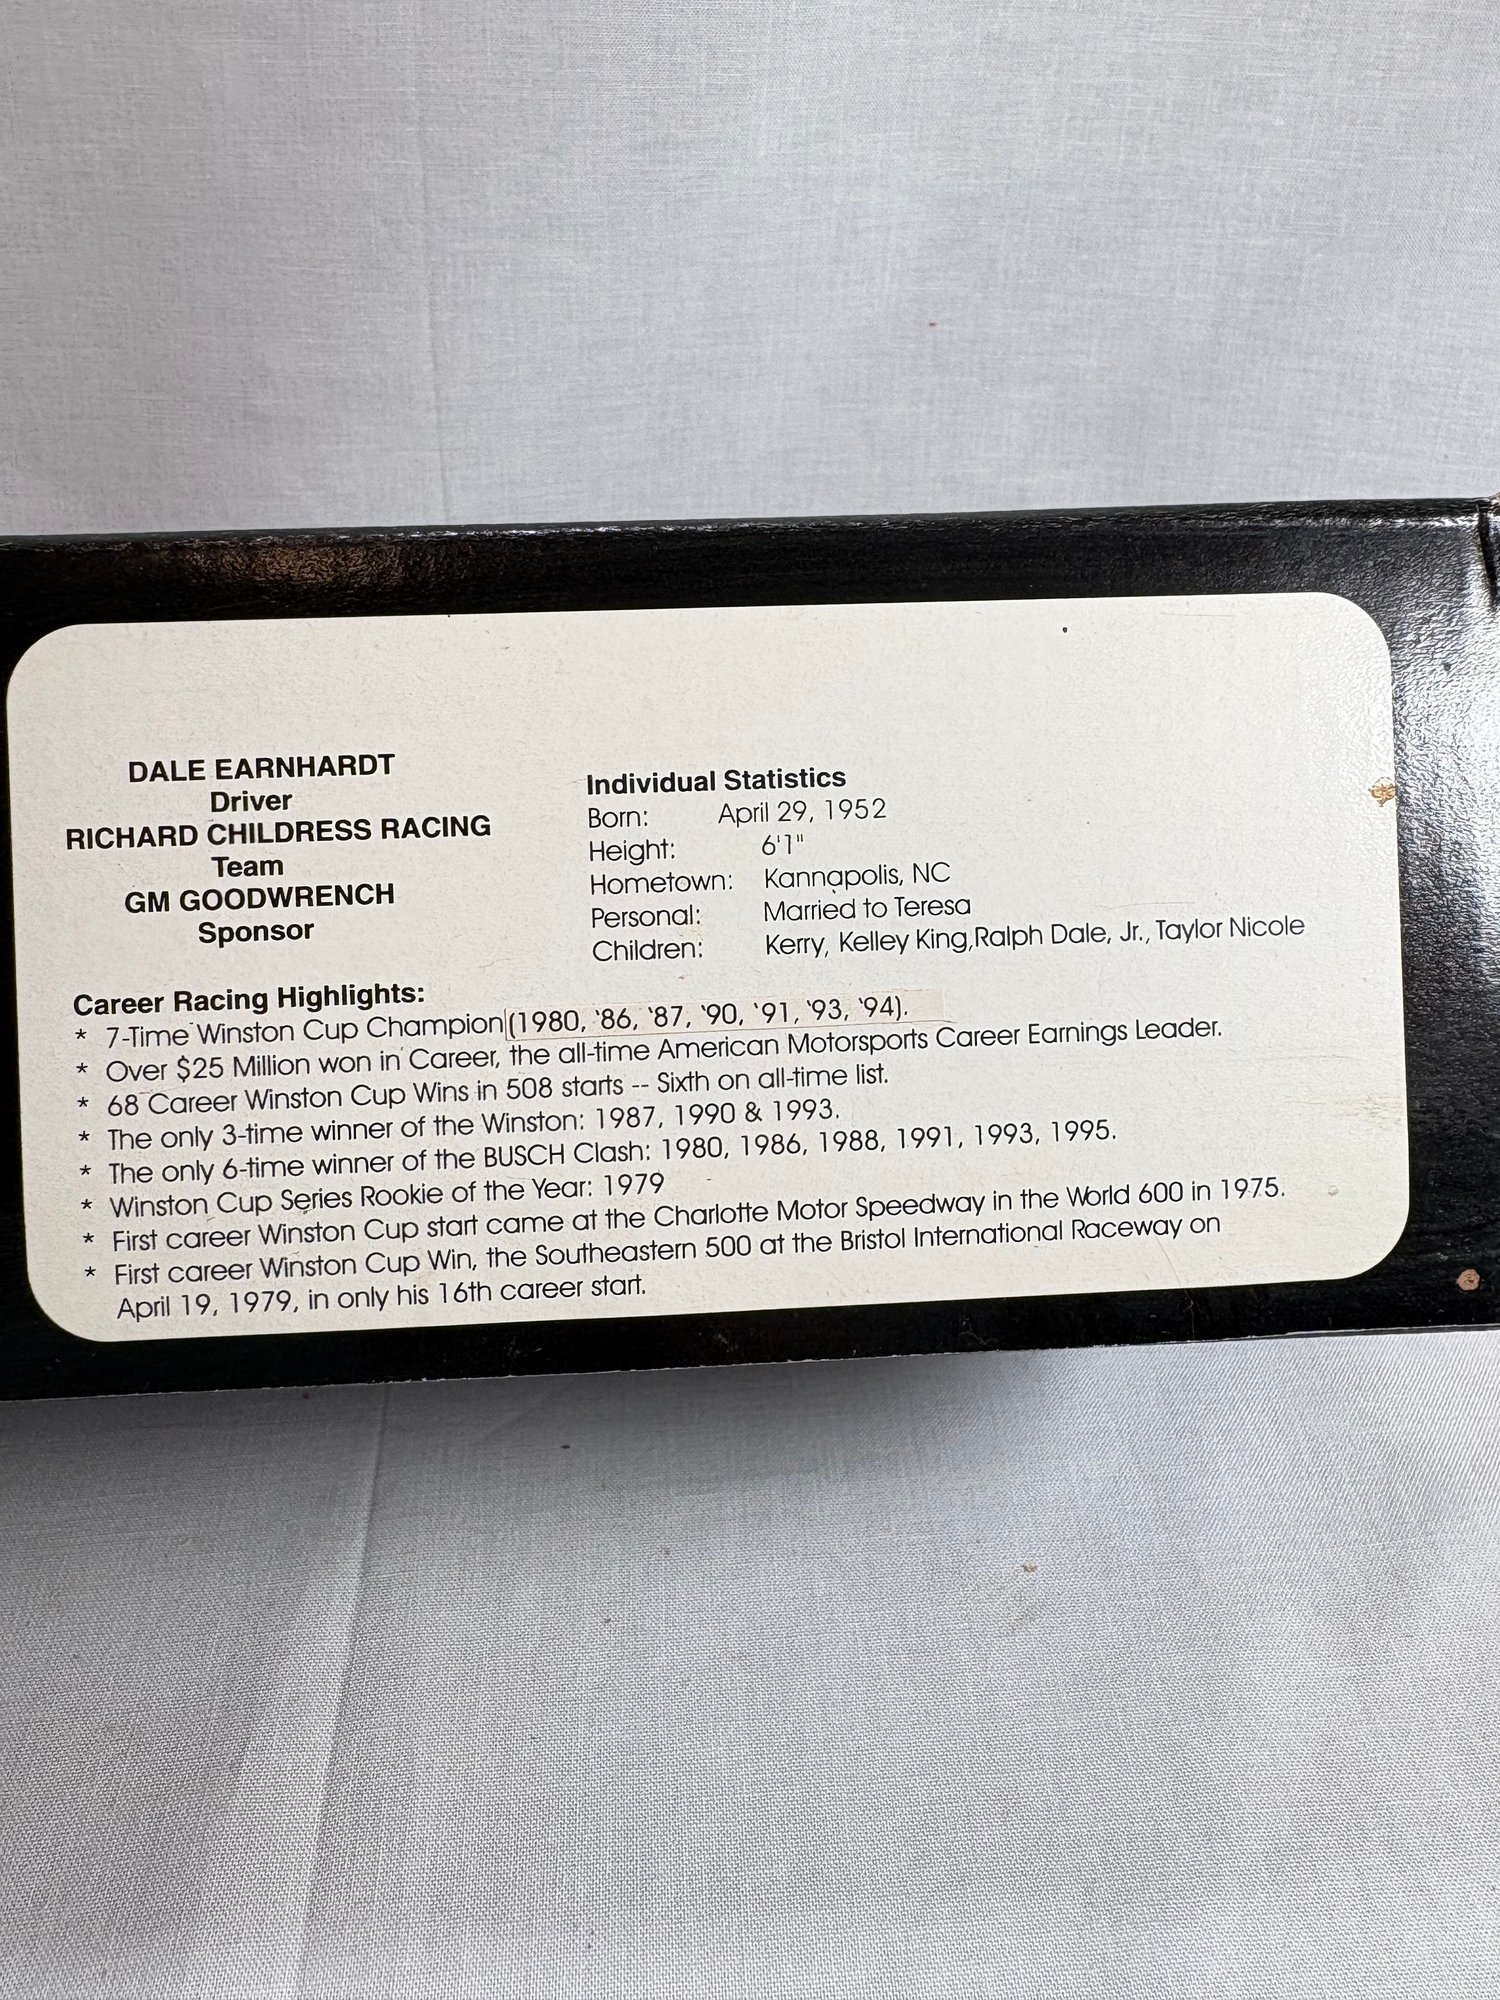 DALE EARNHARDT
Driver
RICHARD CHILDRESS RACING
Team
GM GOODWRENCH
Sponsor
Individual Statistics
Born: April 29, 1952
Height: 6'1"
Hometown: Kannapolis, NC
Personal: Married to Teresa
Children: Kerry, Kelley King,Ralph Dale, Jr., Taylor Nicole
Career Racing Highlights:
* 7-Time Winston Cup Champion (1980, '86, '87, '90, '91, '93, '94).
* Over $25 Million won in Career, the all-time American Motorsports Career Earnings Leader.
* 68 Career Winston Cup Wins in 508 starts -- Sixth on all-time list.
* The only 3-time winner of the Winston: 1987, 1990 & 1993.
* The only 6-time winner of the BUSCH Clash: 1980, 1986, 1988, 1991, 1993, 1995.
* Winston Cup Series Rookie of the Year: 1979
* First career Winston Cup start came at the Charlotte Motor Speedway in the World 600 in 1975.
* First career Winston Cup Win, the Southeastern 500 at the Bristol International Raceway on
April 19, 1979, in only his 16th career start.